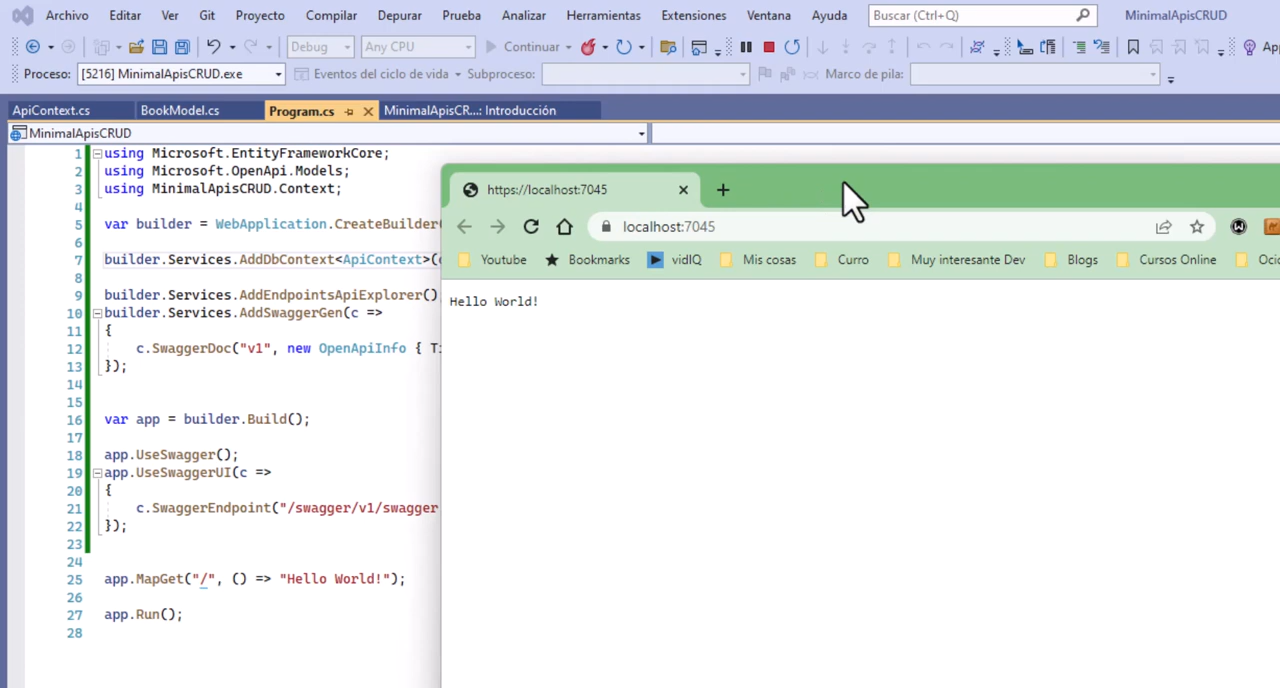 Archivo Editar Ver Git Proyecto Compilar Depurar Prueba Analizar Herramientas Extensiones Ventana Ayuda Buscar (Ctrl+Q) MinimalApisCRUD
Debug Any CPU Continuar
Proceso: [5216] MinimalApisCRUD.exe Eventos del ciclo de vida Subproceso: Marco de pila:
ApiContext.cs BookModel.cs Program.cs MinimalApisCR...: Introducción
MinimalApisCRUD
1 using Microsoft.EntityFrameworkCore;
2 using Microsoft.OpenApi.Models;
3 using MinimalApisCRUD.Context;
4
5 var builder = WebApplication.CreateBuilder(
6
7 builder.Services.AddDbContext<ApiContext>(
8
9 builder.Services.AddEndpointsApiExplorer()
10 builder.Services.AddSwaggerGen(c =>
11 {
12 c.SwaggerDoc("v1", new OpenApiInfo {
13 });
14
15
16 var app = builder.Build();
17
18 app.UseSwagger();
19 app.UseSwaggerUI(c =>
20 {
21 c.SwaggerEndpoint("/swagger/v1/swagger
22 });
23
24
25 app.MapGet("/", () => "Hello World!");
26
27 app.Run();
28
https://localhost:7045
localhost:7045
Youtube Bookmarks vidIQ Mis cosas Curro Muy interesante Dev Blogs Cursos Online
Hello World!